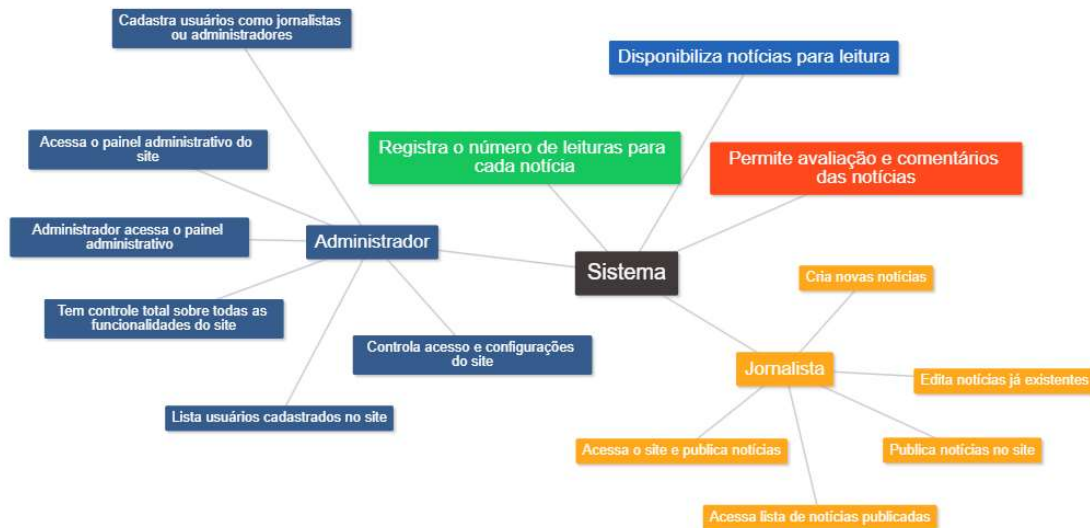 Cadastra usuários como jornalistas
ou administradores
Disponibiliza notícias para leitura
Acessa o painel administrativo do
site
Registra o número de leituras para
cada notícia
Permite avaliação e comentários
das notícias
Administrador acessa o painel
administrativo
Administrador
Sistema
Cria novas notícias
Tem controle total sobre todas as
funcionalidades do site
Controla acesso e configurações
do site
Jornalista
Edita notícias já existentes
Lista usuários cadastrados no site
Acessa o site e publica notícias
Publica notícias no site
Acessa lista de notícias publicadas